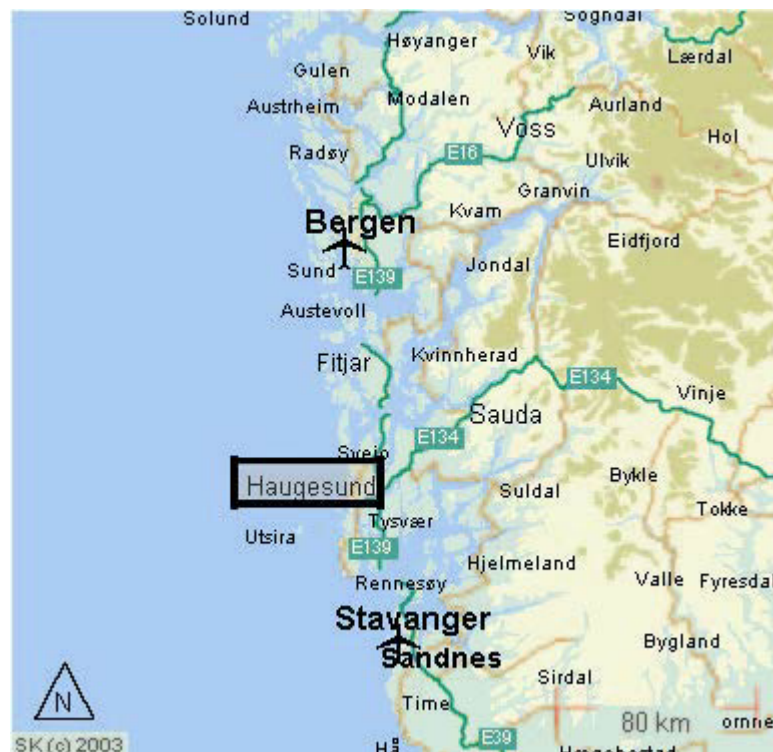 Solund
Sogndal
Høyanger
Vik
Lærdal
Gulen
Austrheim
Modalen
Aurland
Voss
Hol
Radøy
E16
Ulvik
Granvin
Bergen
Kvam
Eidfjord
Sund
E139
Jondal
Austevoll
Fitjar
Kvinnherad
E134
Vinje
Sauda
E134
Sveio
Haugesund
Bykle
Suldal
Tokke
Utsira
Tysvær
E139
Hjelmeland
Rennesøy
Valle
Fyresdal
Stavanger
Bygland
Sandnes
Sirdal
Time
N
80 km
E39
SK (c) 2003